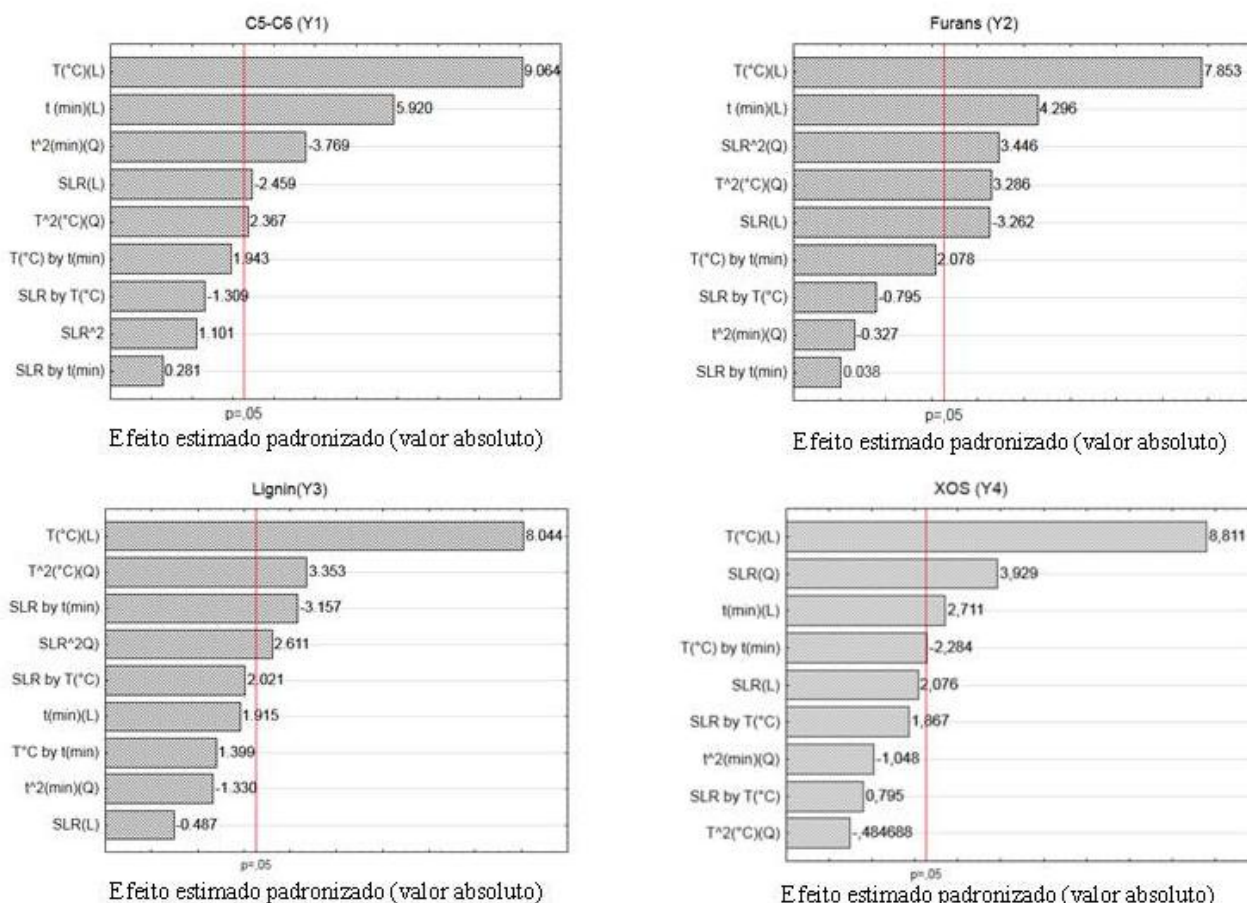 C5-C6 (Y1)
T(°C)(L)
9.064
t (min)(L)
5.920
t^2(min)(Q)
-3.769
SLR(L)
-2.459
T^2(°C)(Q)
2.367
T(°C) by t(min)
1.943
SLR by T(°C)
-1.309
SLR^2
1.101
SLR by t(min)
0.281
p=,05
Efeito estimado padronizado (valor absoluto)
Furans (Y2)
T(°C)(L)
7.853
t (min)(L)
4.296
SLR^2(Q)
3.446
T^2(°C)(Q)
3.286
SLR(L)
-3.262
T(°C) by t(min)
2.078
SLR by T(°C)
-0.795
t^2(min)(Q)
-0.327
SLR by t(min)
0.038
p=,05
Efeito estimado padronizado (valor absoluto)
Lignin(Y3)
T(°C)(L)
8.044
T^2(°C)(Q)
3.353
SLR by t(min)
-3.157
SLR^2Q)
2.611
SLR by T(°C)
2.021
t(min)(L)
1.915
T°C by t(min)
1.399
t^2(min)(Q)
-1.330
SLR(L)
-0.487
p=,05
Efeito estimado padronizado (valor absoluto)
XOS (Y4)
T(°C)(L)
8,811
SLR(Q)
3,929
t(min)(L)
2,711
T(°C) by t(min)
-2,284
SLR(L)
2,076
SLR by T(°C)
1,867
t^2(min)(Q)
-1,048
SLR by T(°C)
0,795
T^2(°C)(Q)
-,484688
p=,05
Efeito estimado padronizado (valor absoluto)